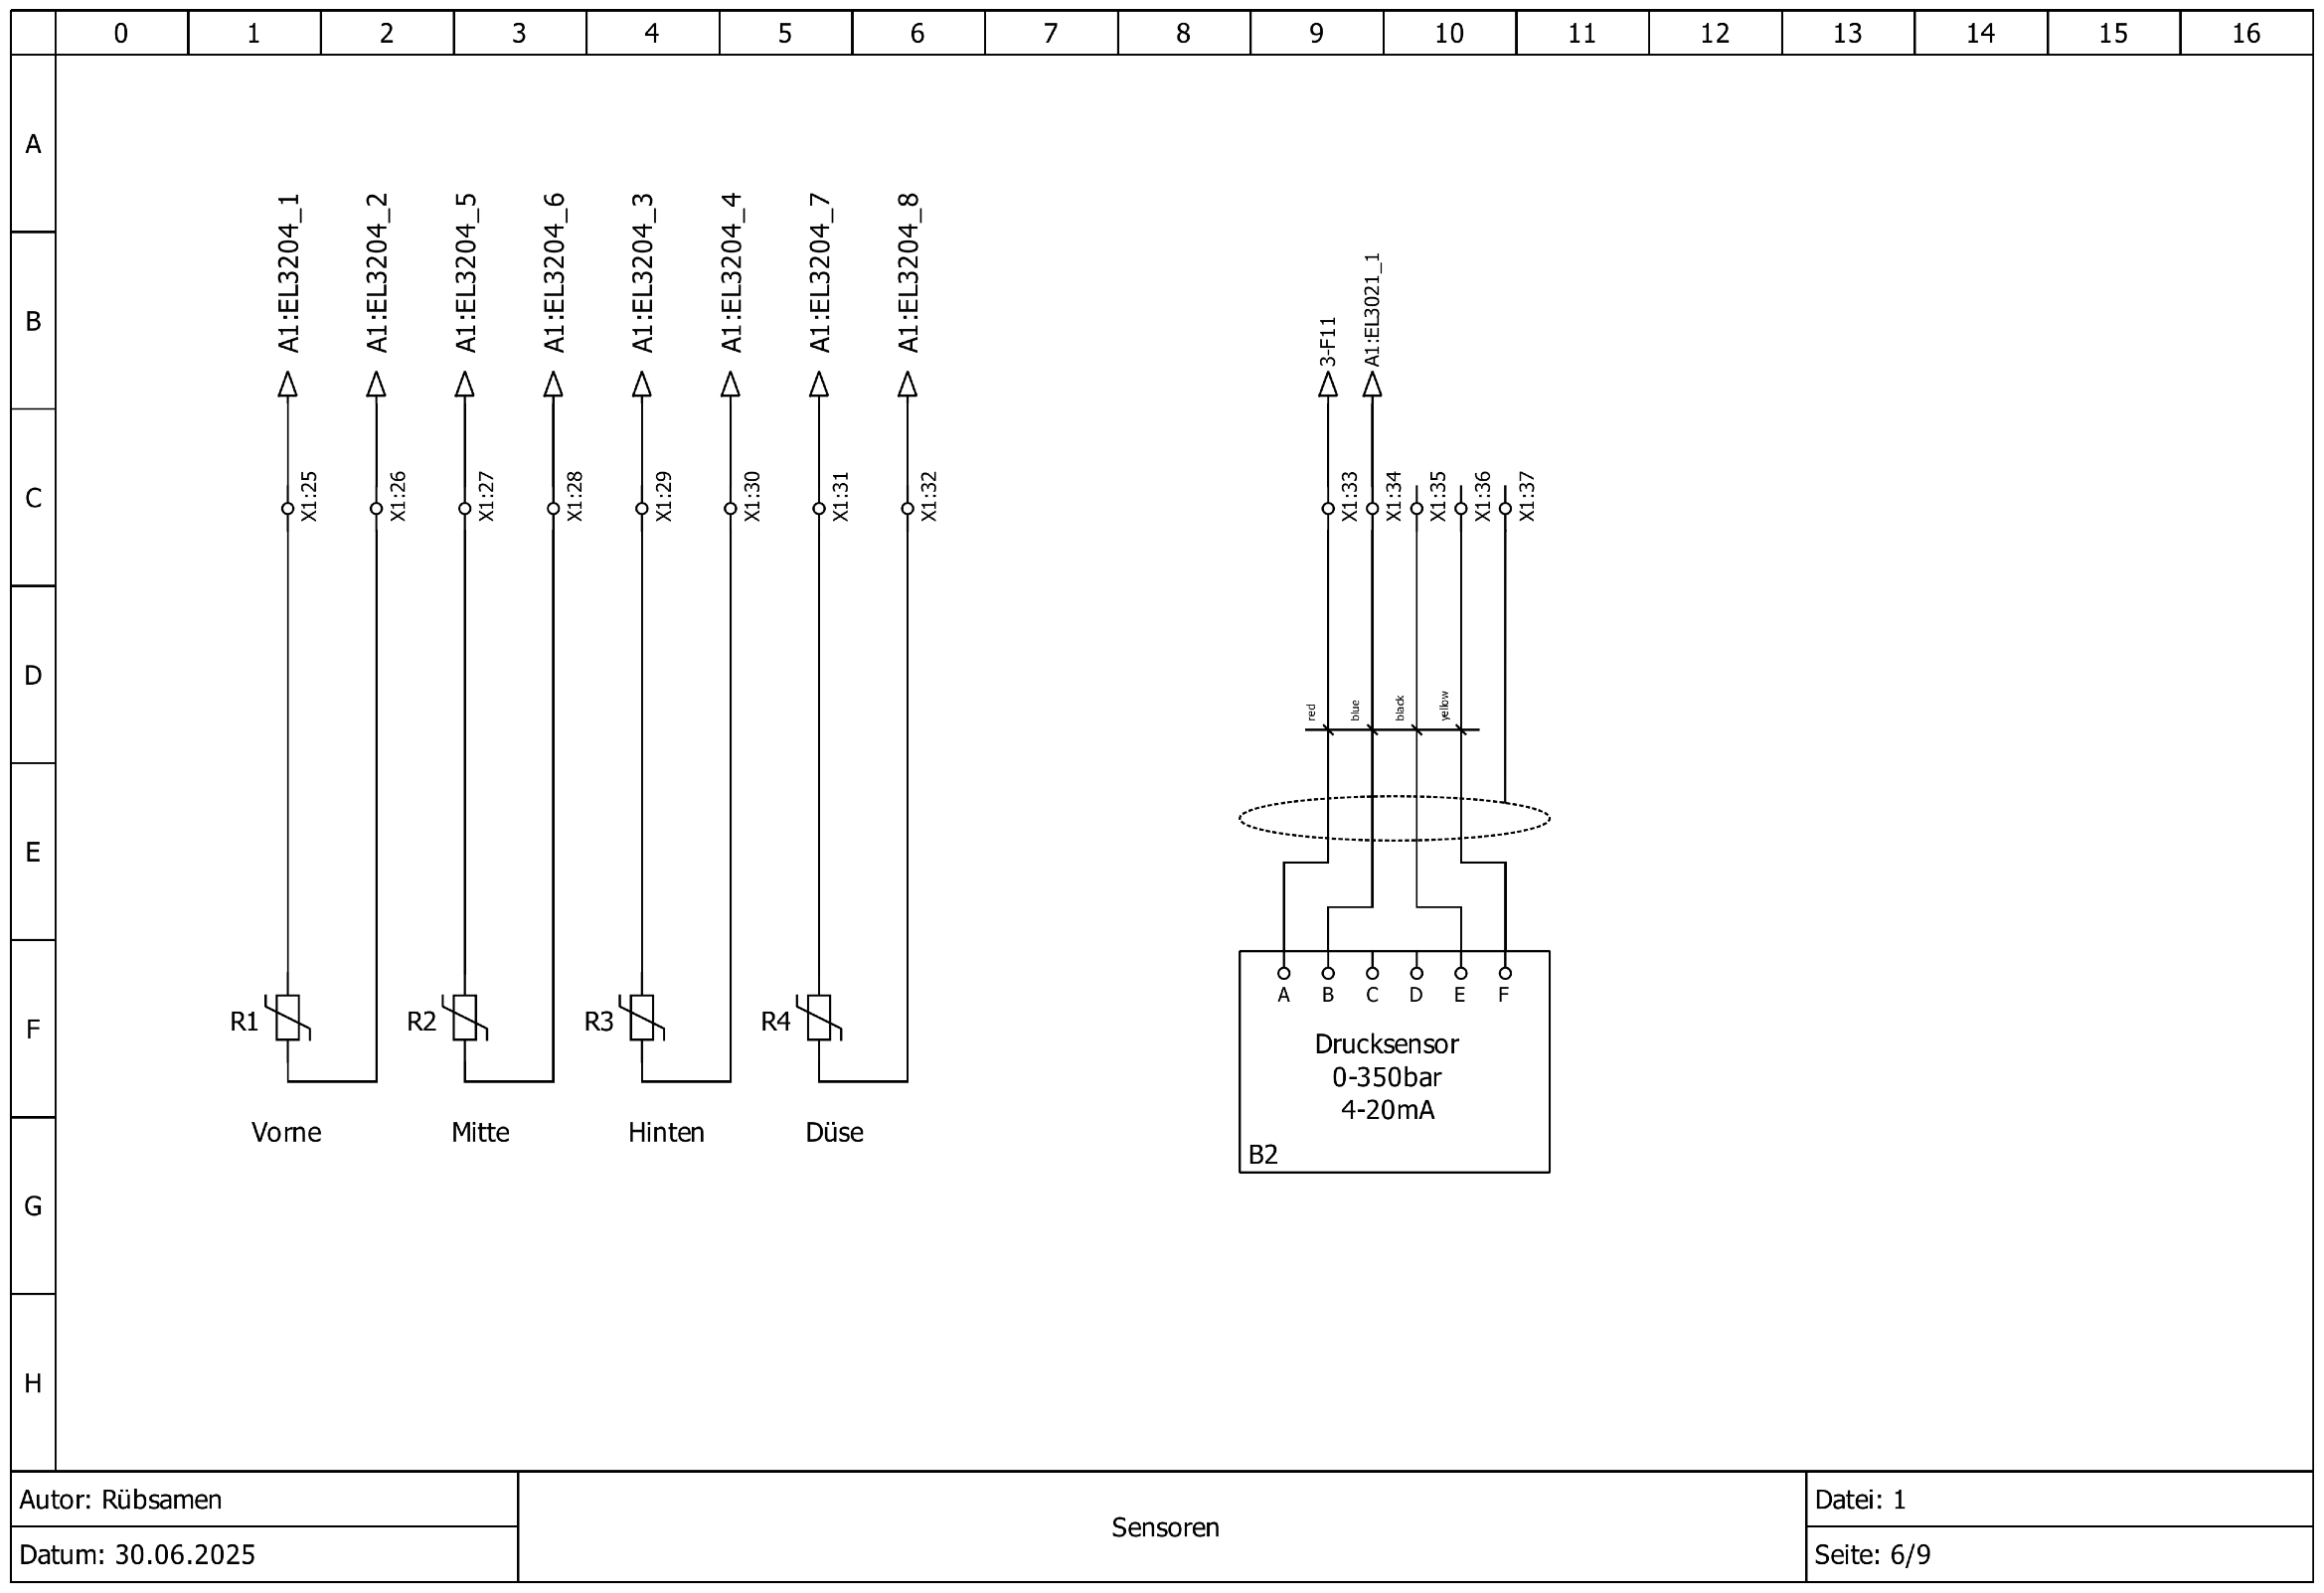 0 1 2 3 4 5 6 7 8 9 10 11 12 13 14 15 16
A
B
C
D
E
F
G
H
A1:EL3204_1
A1:EL3204_2
A1:EL3204_5
A1:EL3204_6
A1:EL3204_3
A1:EL3204_4
A1:EL3204_7
A1:EL3204_8
3-F11
A1:EL3021_1
X1:25
X1:26
X1:27
X1:28
X1:29
X1:30
X1:31
X1:32
X1:33
X1:34
X1:35
X1:36
X1:37
red
blue
black
yellow
R1
R2
R3
R4
Vorne
Mitte
Hinten
Düse
A B C D E F
Drucksensor
0-350bar
4-20mA
B2
Autor: Rübsamen
Datum: 30.06.2025
Sensoren
Datei: 1
Seite: 6/9